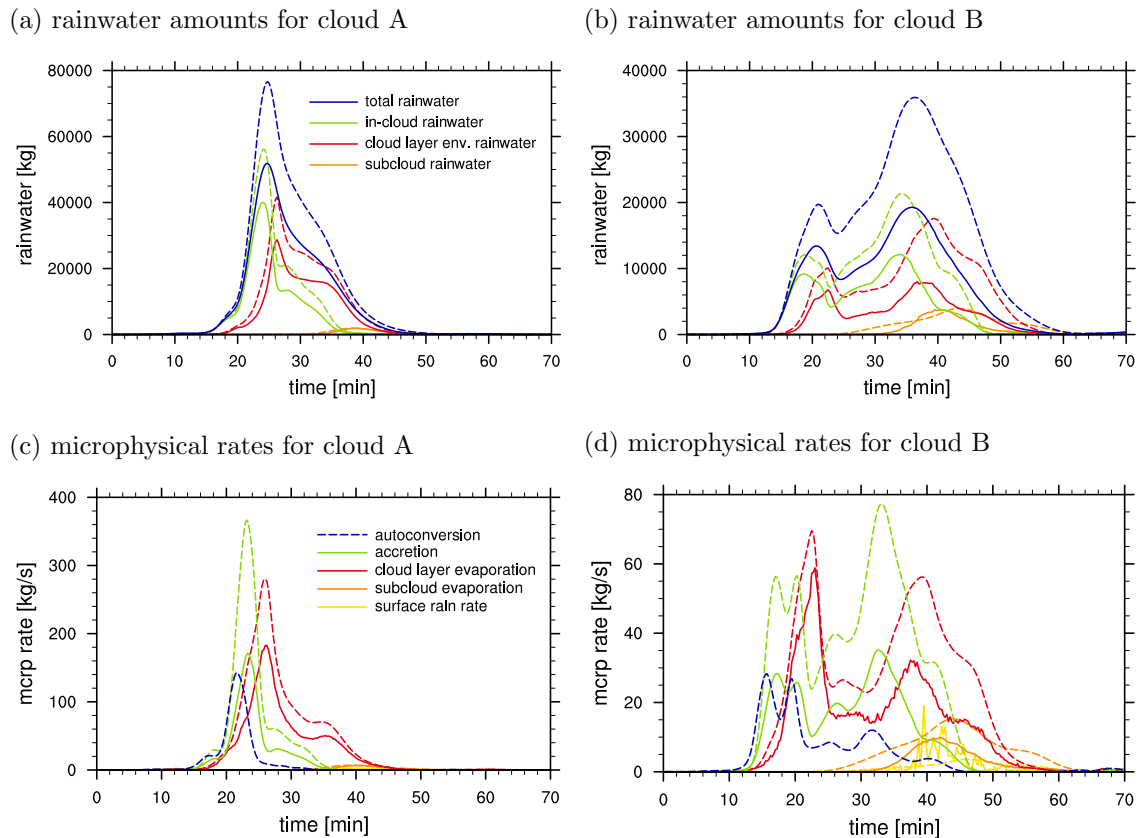 (a) rainwater amounts for cloud A
80000
60000
40000
20000
0
rainwater [kg]
total rainwater
in-cloud rainwater
cloud layer env. rainwater
subcloud rainwater
0 10 20 30 40 50 60 70
time [min]
(b) rainwater amounts for cloud B
40000
30000
20000
10000
0
rainwater [kg]
0 10 20 30 40 50 60 70
time [min]
(c) microphysical rates for cloud A
400
300
200
100
0
mcrp rate [kg/s]
autoconversion
accretion
cloud layer evaporation
subcloud evaporation
surface rain rate
0 10 20 30 40 50 60 70
time [min]
(d) microphysical rates for cloud B
80
60
40
20
0
mcrp rate [kg/s]
0 10 20 30 40 50 60 70
time [min]